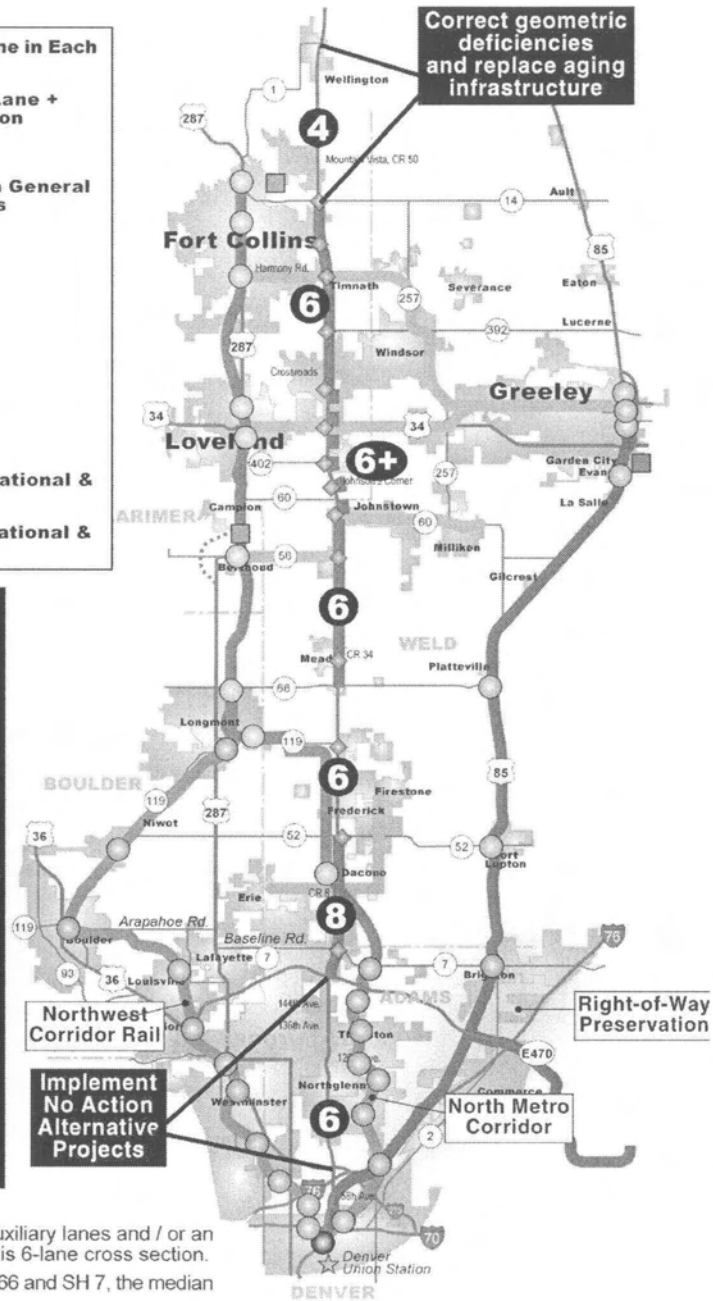 ne in Each
Lane +
on
General
s
ational &
ational &
Correct geometric
deficiencies
and replace aging
infrastructure
Wellington
1
287
4
Mountain Vista, CR 50
14
Ault
85
Fort Collins
Harmony Rd.
Timnath
257
Severance
Eaton
6
Lucerne
392
287
Windsor
Crossroads
Greeley
34
34
Loveland
6+
402
257
Garden City
Evans
Johnson's Corner
60
La Salle
Campion
Johnstown
ARIMER
60
Milliken
56
Berthoud
Gilcrest
6
WELD
Mead
CR 34
Platteville
66
Longmont
119
6
85
Firestone
BOULDER
Frederick
119
287
Niwot
36
52
52
Fort
Lupton
Dacono
CR 8
Erie
8
76
119
Arapahoe Rd.
Boulder
Baseline Rd.
Lafayette
7
7
Brighton
93
36
Louisville
ADAMS
Northwest
Corridor Rail
144th Ave.
136th Ave.
Right-of-Way
Preservation
Thornton
E470
Implement
No Action
Alternative
Projects
Northglenn
Commerce
Westminster
6
North Metro
Corridor
2
76
76
70
Denver
Union Station
DENVER
uxiliary lanes and / or an
is 6-lane cross section.
66 and SH 7, the median